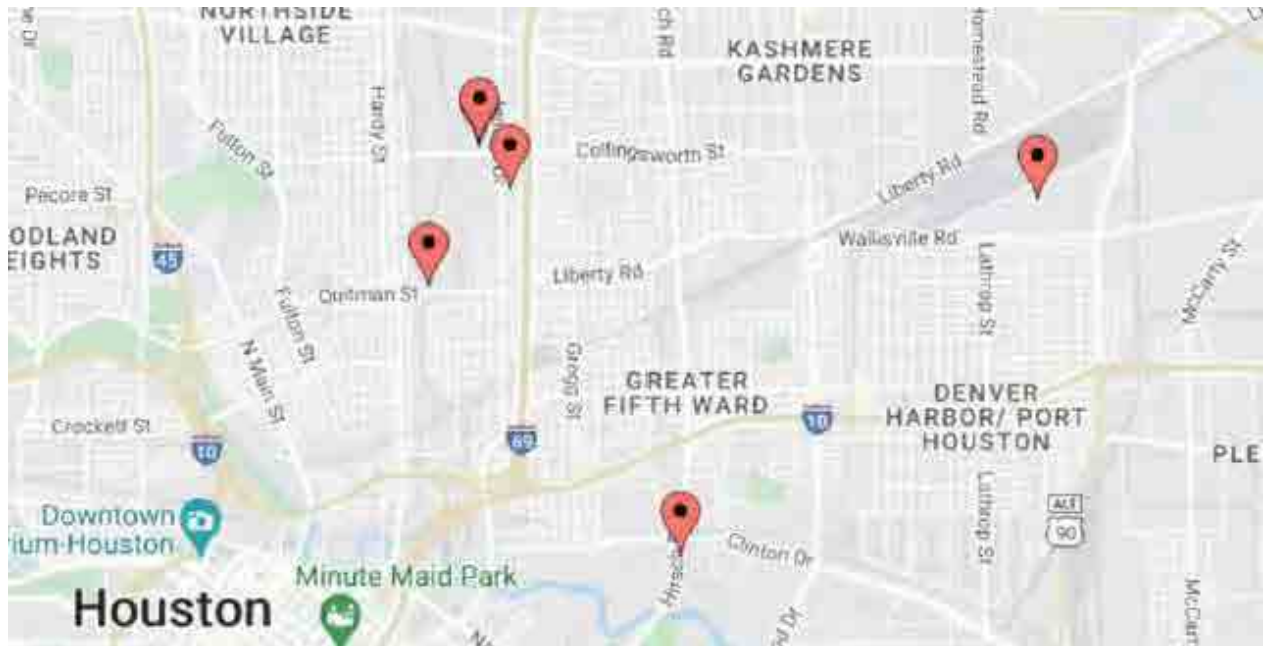 NORTHSIDE
VILLAGE
ch Rd
KASHMERE
GARDENS
Homestead Rd
Hardy St
Fulton St
Collingsworth St
Liberty Rd
Pecore St
ODLAND
EIGHTS
45
Wallisville Rd
Lathrop St
McCarty St
Liberty Rd
Quitman St
Fulton St
N Main St
Gregg St
GREATER
FIFTH WARD
DENVER
HARBOR/ PORT
HOUSTON
10
Crockett St
10
69
PLE
Lathrop St
ALT
90
Downtown
rium-Houston
Clinton Dr
Minute Maid Park
Houston
McCar